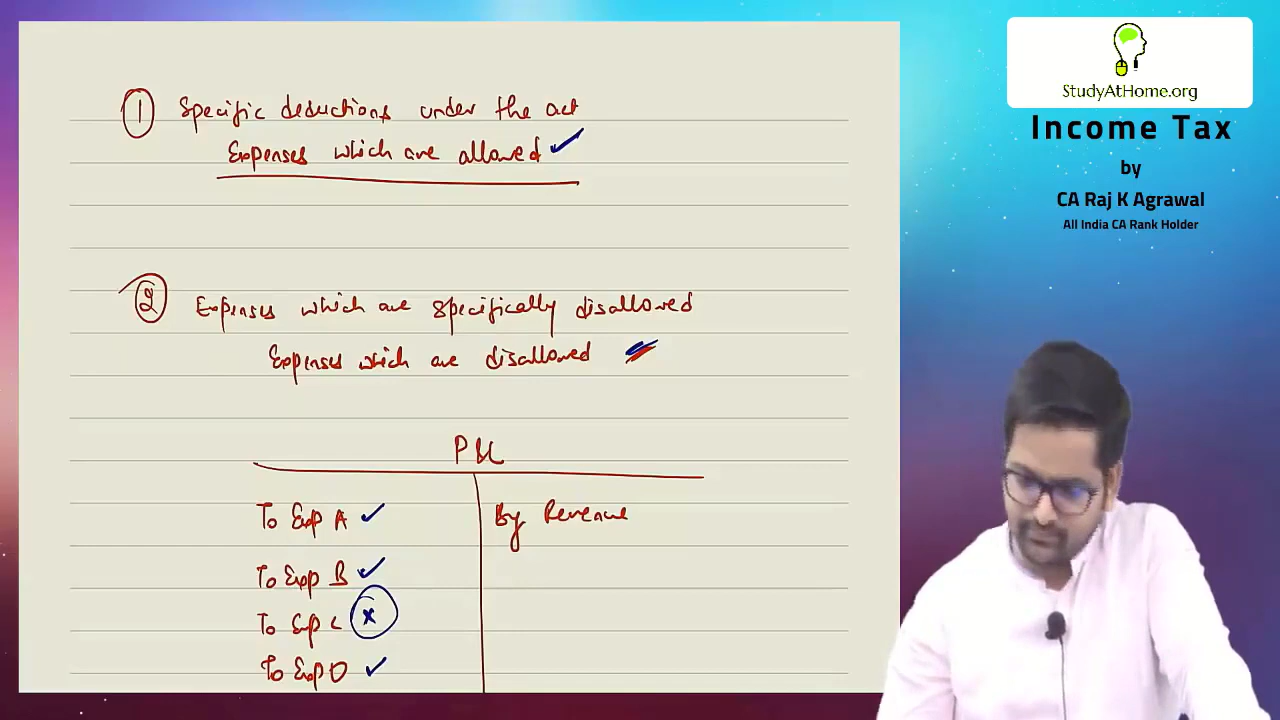 1 Specific deductions under the act
Expenses which are allowed ✓
2 Expenses which are specifically disallowed
Expenses which are disallowed
P&L
To Exp A ✓
By Revenue
To Exp B ✓
To Exp C x
To Exp D ✓
StudyAtHome.org
Income Tax
by
CA Raj K Agrawal
All India CA Rank Holder